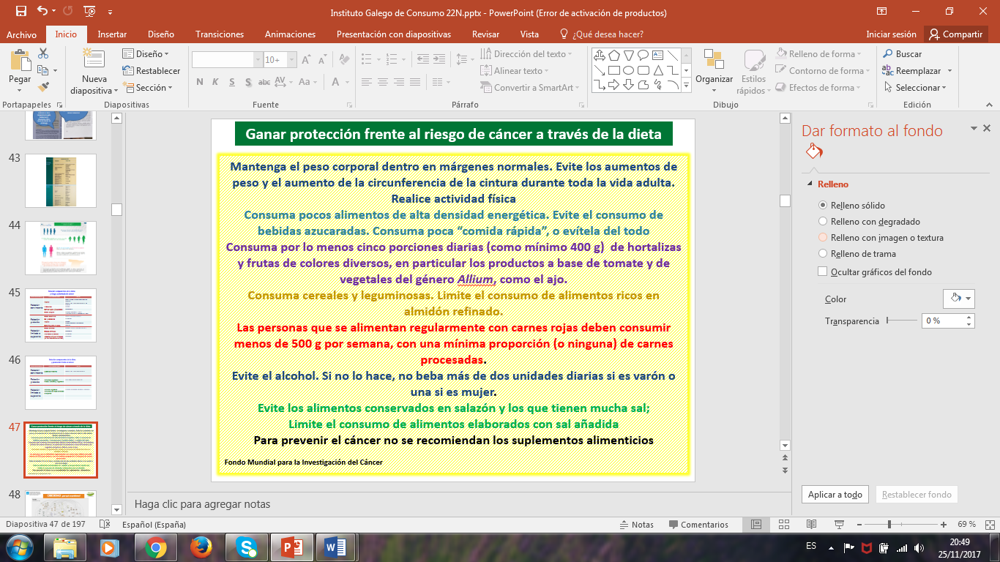 Instituto Galego de Consumo 22N.pptx - PowerPoint (Error de activación de productos)
Archivo Inicio Insertar Diseño Transiciones Animaciones Presentación con diapositivas Revisar Vista ¿Qué desea hacer? Iniciar sesión Compartir
Pegar
Nueva diapositiva
Diseño
Restablecer
Sección
10+
N K S S abc AV Aa A
Dirección del texto
Alinear texto
Convertir a SmartArt
Organizar
Estilos rápidos
Relleno de forma
Contorno de forma
Efectos de forma
Buscar
Reemplazar
Seleccionar
Portapapeles Diapositivas Fuente Párrafo Dibujo Edición
43
44
45
46
47
48
Ganar protección frente al riesgo de cáncer a través de la dieta
Mantenga el peso corporal dentro en márgenes normales. Evite los aumentos de
peso y el aumento de la circunferencia de la cintura durante toda la vida adulta.
Realice actividad física
Consuma pocos alimentos de alta densidad energética. Evite el consumo de
bebidas azucaradas. Consuma poca “comida rápida”, o evítela del todo
Consuma por lo menos cinco porciones diarias (como mínimo 400 g) de hortalizas
y frutas de colores diversos, en particular los productos a base de tomate y de
vegetales del género Allium, como el ajo.
Consuma cereales y leguminosas. Limite el consumo de alimentos ricos en
almidón refinado.
Las personas que se alimentan regularmente con carnes rojas deben consumir
menos de 500 g por semana, con una mínima proporción (o ninguna) de carnes
procesadas.
Evite el alcohol. Si no lo hace, no beba más de dos unidades diarias si es varón o
una si es mujer.
Evite los alimentos conservados en salazón y los que tienen mucha sal;
Limite el consumo de alimentos elaborados con sal añadida
Para prevenir el cáncer no se recomiendan los suplementos alimenticios
Fondo Mundial para la Investigación del Cáncer
Dar formato al fondo
Relleno
Relleno sólido
Relleno con degradado
Relleno con imagen o textura
Relleno de trama
Ocultar gráficos del fondo
Color
Transparencia 0 %
Aplicar a todo Restablecer fondo
Haga clic para agregar notas
Diapositiva 47 de 197 Español (España) Notas Comentarios 69 %
ES 20:49
25/11/2017